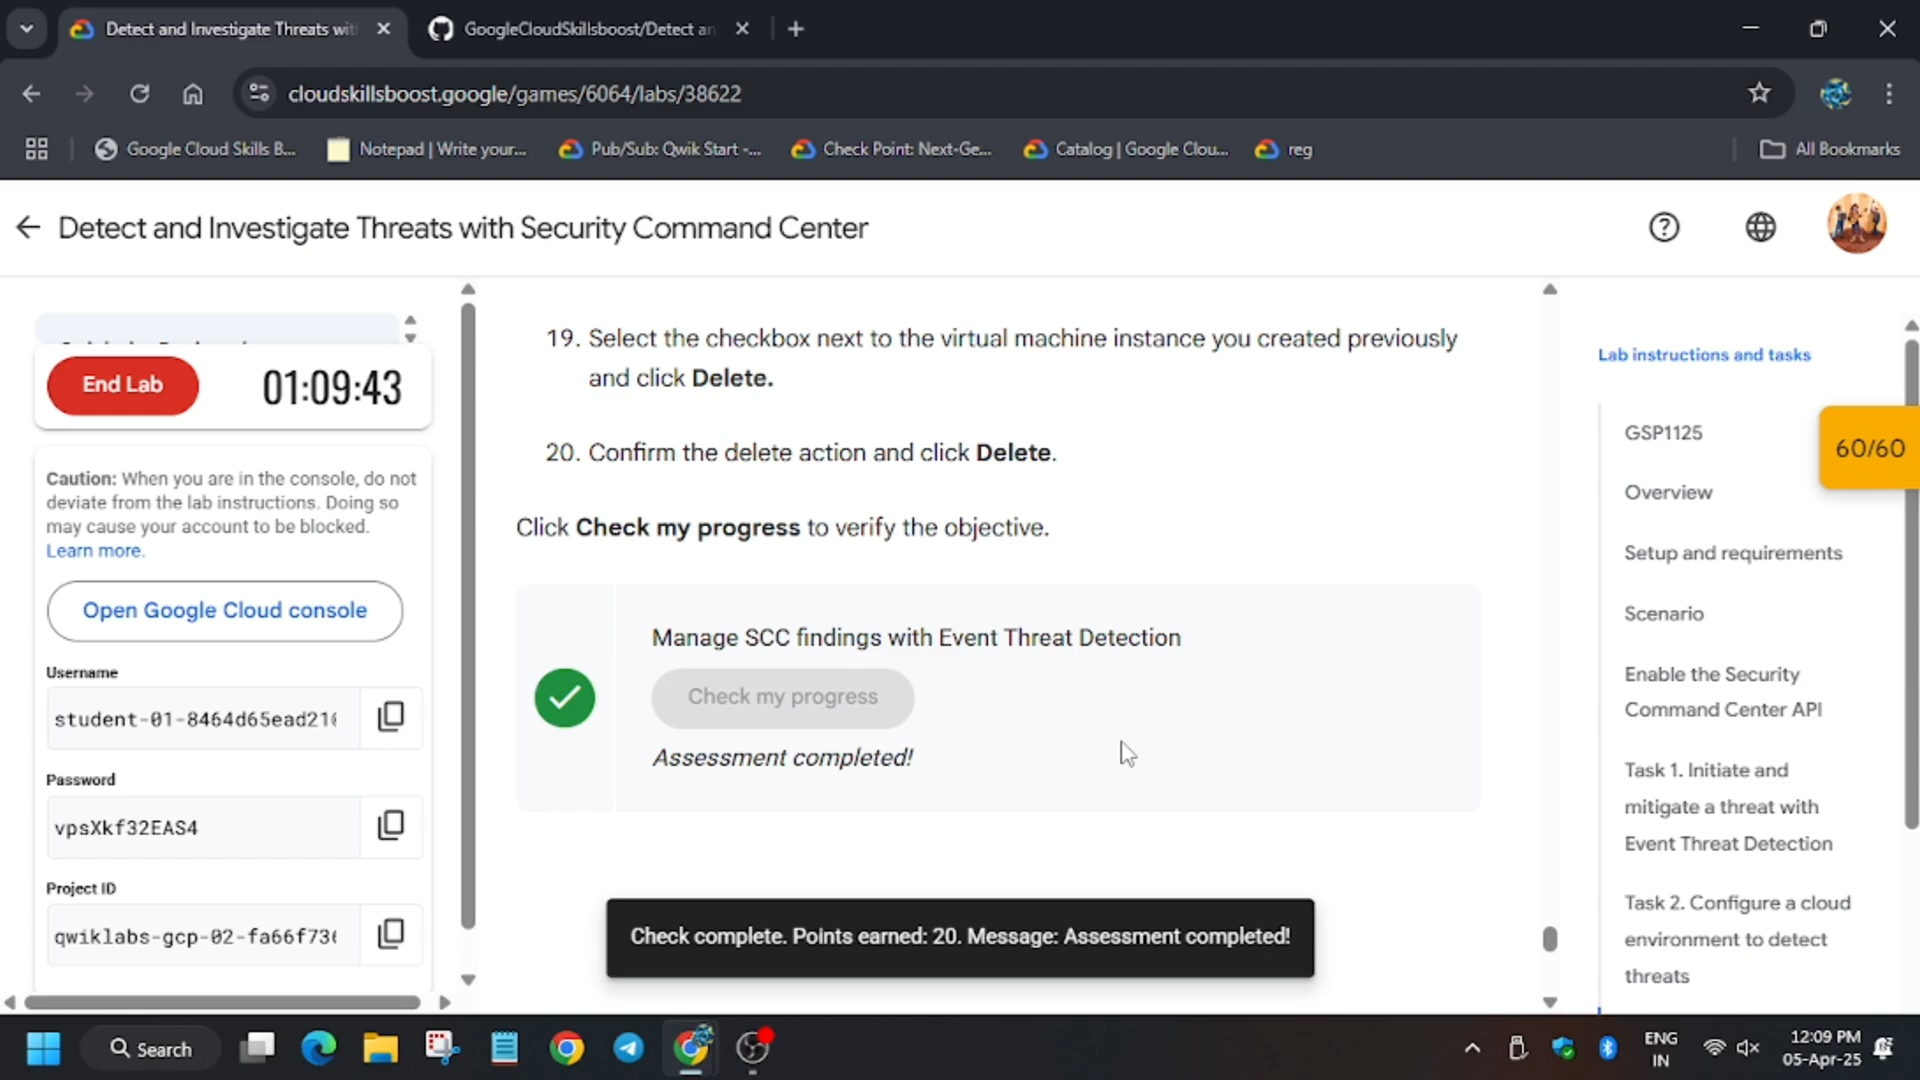 Detect and Investigate Threats wit
GoogleCloudSkillsboost/Detect an
cloudskillsboost.google/games/6064/labs/38622
Google Cloud Skills B...
Notepad | Write your...
Pub/Sub: Qwik Start -...
Check Point: Next-Ge...
Catalog | Google Clou...
reg
All Bookmarks
Detect and Investigate Threats with Security Command Center
End Lab
01:09:43
Caution: When you are in the console, do not
deviate from the lab instructions. Doing so
may cause your account to be blocked.
Learn more.
Open Google Cloud console
Username
student-01-8464d65ead210
Password
vpsXkf32EAS4
Project ID
qwiklabs-gcp-02-fa66f730
19. Select the checkbox next to the virtual machine instance you created previously
and click Delete.
20. Confirm the delete action and click Delete.
Click Check my progress to verify the objective.
Manage SCC findings with Event Threat Detection
Check my progress
Assessment completed!
Check complete. Points earned: 20. Message: Assessment completed!
Lab instructions and tasks
GSP1125
60/60
Overview
Setup and requirements
Scenario
Enable the Security
Command Center API
Task 1. Initiate and
mitigate a threat with
Event Threat Detection
Task 2. Configure a cloud
environment to detect
threats
Search
ENG
IN
12:09 PM
05-Apr-25